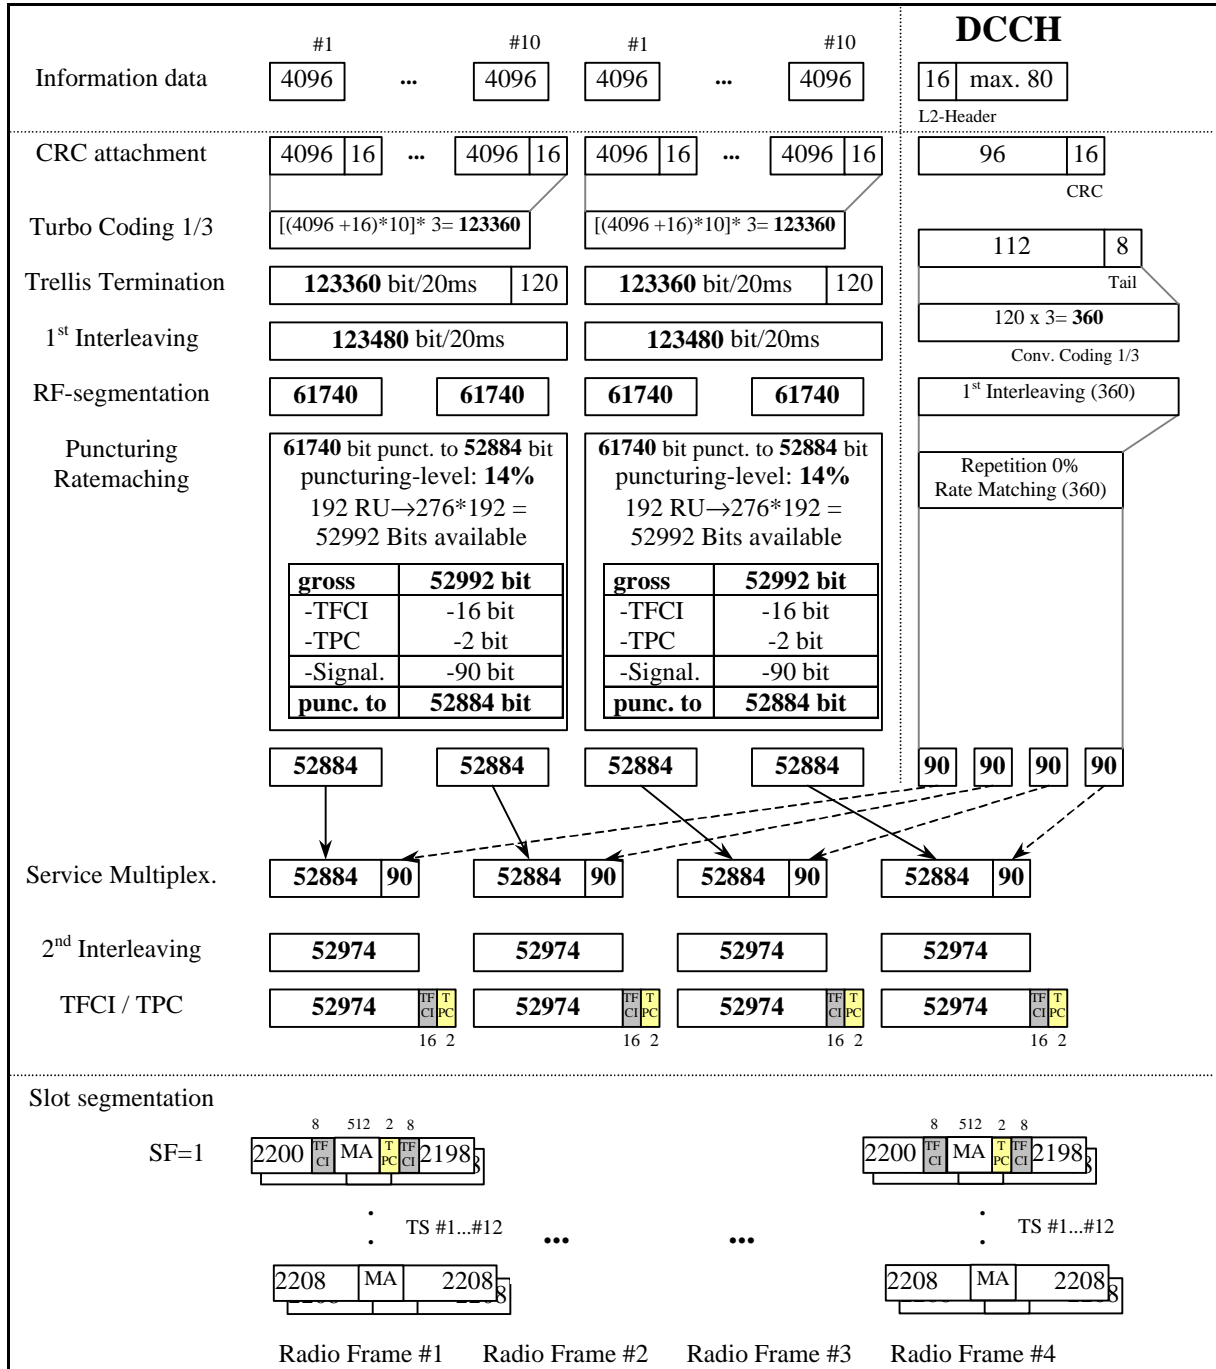 DCCH
#1 #10 #1 #10
Information data 4096 ... 4096 4096 ... 4096 16 max. 80
L2-Header
CRC attachment 4096 16 ... 4096 16 4096 16 ... 4096 16 96 16
CRC
Turbo Coding 1/3 [(4096 +16)*10]* 3= 123360 [(4096 +16)*10]* 3= 123360
112 8
Trellis Termination 123360 bit/20ms 120 123360 bit/20ms 120 Tail
120 x 3= 360
1st Interleaving 123480 bit/20ms 123480 bit/20ms
Conv. Coding 1/3
RF-segmentation 61740 61740 61740 61740 1st Interleaving (360)
Puncturing 61740 bit punct. to 52884 bit 61740 bit punct. to 52884 bit
Ratemaching puncturing-level: 14% puncturing-level: 14% Repetition 0%
192 RU→276*192 = 192 RU→276*192 = Rate Matching (360)
52992 Bits available 52992 Bits available
gross 52992 bit gross 52992 bit
-TFCI -16 bit -TFCI -16 bit
-TPC -2 bit -TPC -2 bit
-Signal. -90 bit -Signal. -90 bit
punc. to 52884 bit punc. to 52884 bit
52884 52884 52884 52884 90 90 90 90
Service Multiplex. 52884 90 52884 90 52884 90 52884 90
2nd Interleaving 52974 52974 52974 52974
TFCI / TPC 52974 TF CI T PC 52974 TF CI T PC 52974 TF CI T PC 52974 TF CI T PC
16 2 16 2 16 2 16 2
Slot segmentation
8 512 2 8 8 512 2 8
SF=1 2200 TF CI MA T PC TF CI 2198 2200 TF CI MA T PC TF CI 2198
. .
. TS #1...#12 ... ... . TS #1...#12
2208 MA 2208 2208 MA 2208
Radio Frame #1 Radio Frame #2 Radio Frame #3 Radio Frame #4